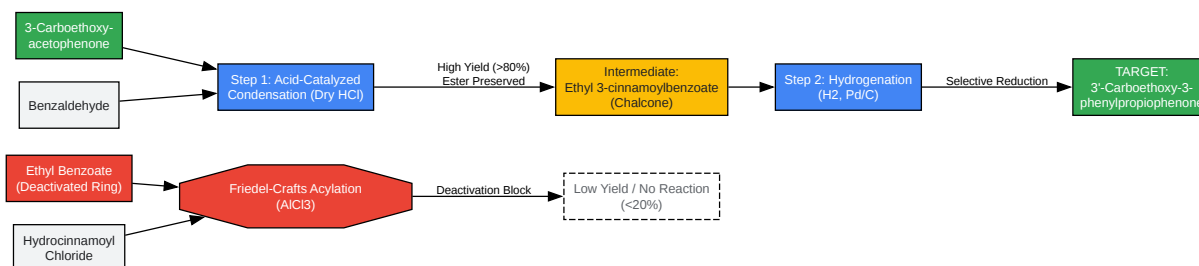 3-Carboethoxy-
acetophenone
Benzaldehyde
Step 1: Acid-Catalyzed
Condensation (Dry HCl)
High Yield (>80%)
Ester Preserved
Intermediate:
Ethyl 3-cinnamoylbenzoate
(Chalcone)
Step 2: Hydrogenation
(H2, Pd/C)
Selective Reduction
TARGET:
3'-Carboethoxy-3-
phenylpropiophenone
Ethyl Benzoate
(Deactivated Ring)
Hydrocinnamoyl
Chloride
Friedel-Crafts Acylation
(AlCl3)
Deactivation Block
Low Yield / No Reaction
(<20%)